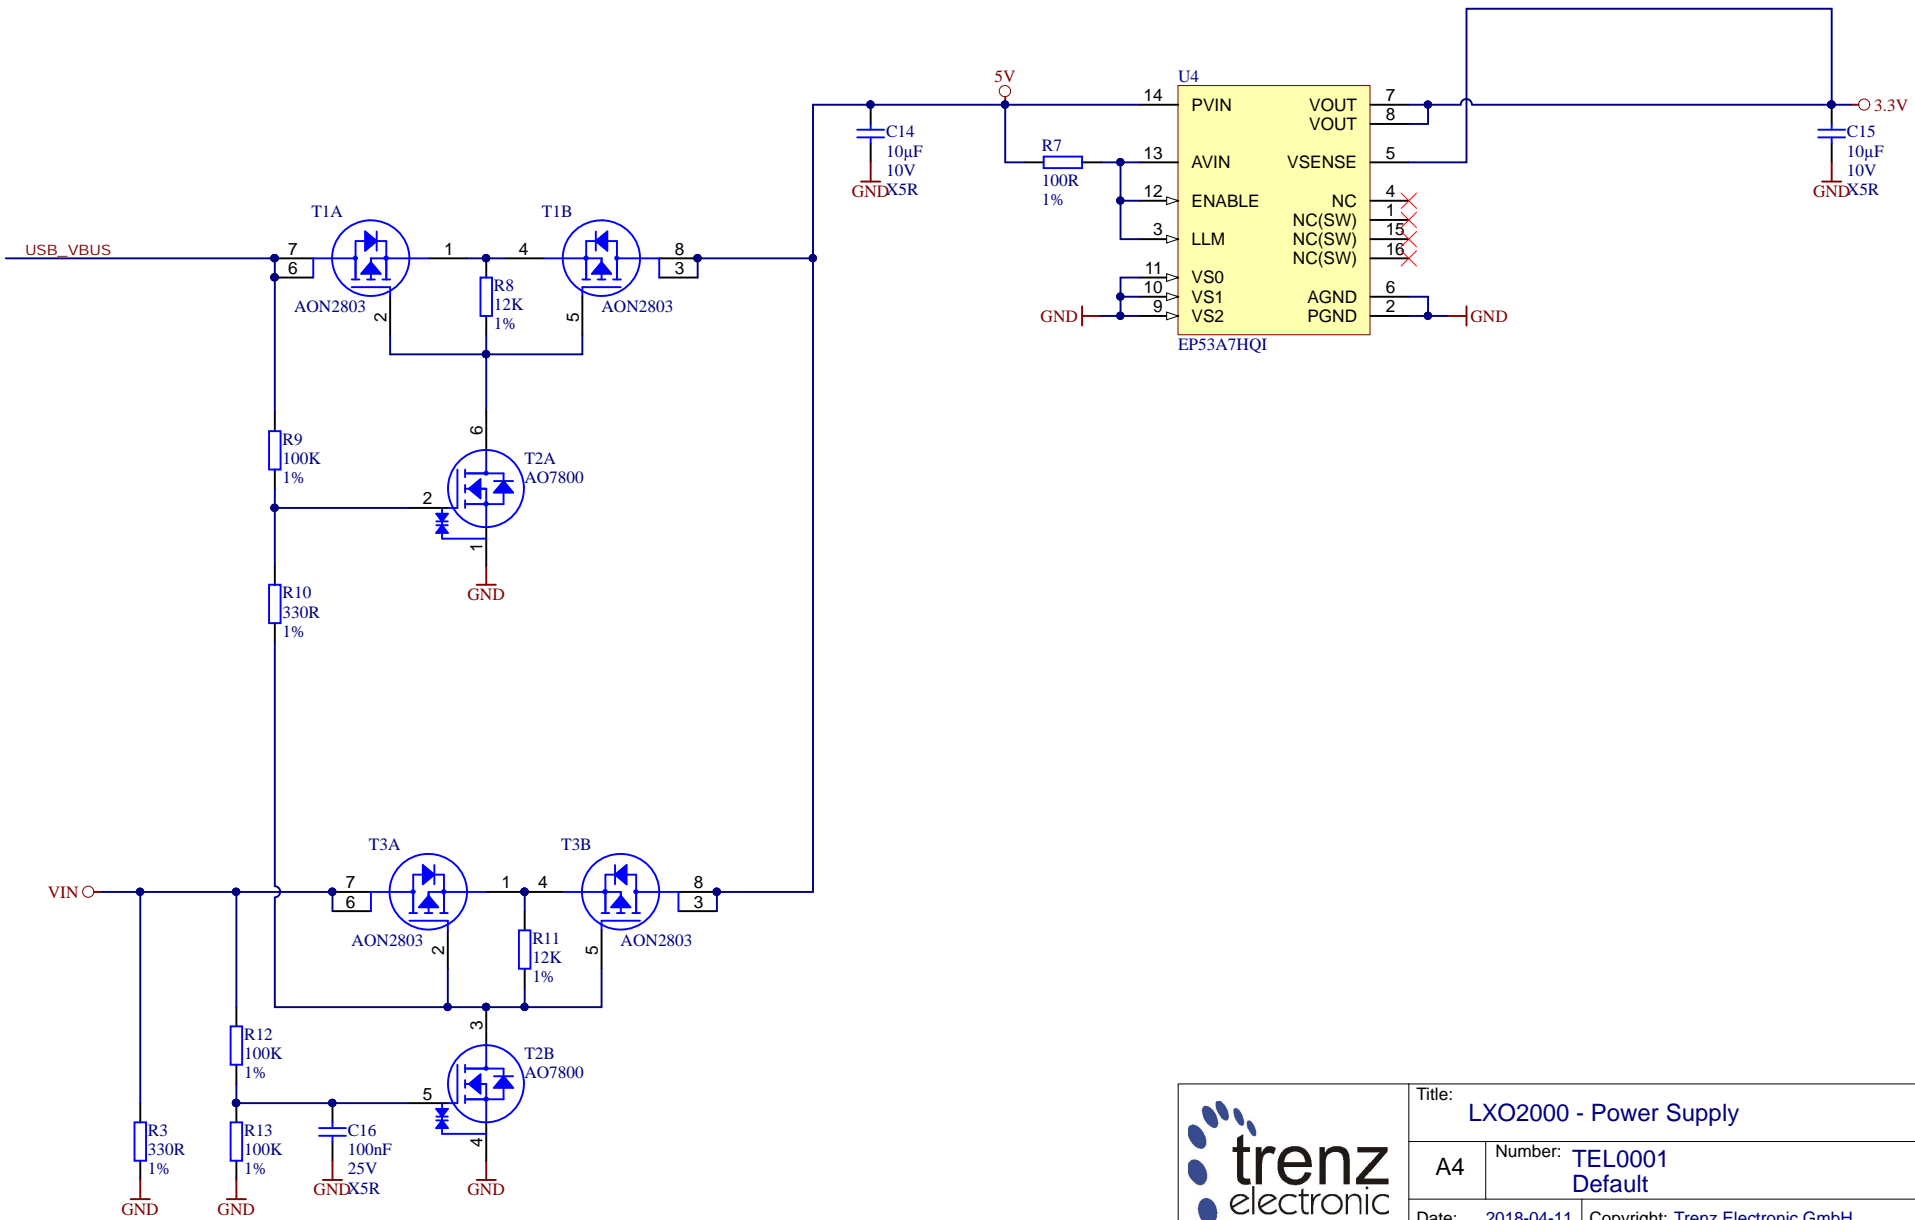 5V
U4
14 PVIN VOUT 7
VOUT 8
3.3V
C14
10µF
10V
X5R
GND
R7
100R
1%
13 AVIN VSENSE 5
12 ENABLE NC 4
NC(SW) 1
3 LLM NC(SW) 15
NC(SW) 16
11 VS0
10 VS1 AGND 6
9 VS2 PGND 2
GND
GND
EP53A7HQI
C15
10µF
10V
X5R
GND
USB_VBUS
T1A
7
6
1
2
AON2803
R8
12K
1%
T1B
4
8
3
5
AON2803
R9
100K
1%
6
T2A
AO7800
2
1
GND
R10
330R
1%
VIN
T3A
7
6
1
2
AON2803
T3B
4
8
3
5
AON2803
R11
12K
1%
3
T2B
AO7800
5
4
GND
R12
100K
1%
R3
330R
1%
GND
R13
100K
1%
GND
C16
100nF
25V
X5R
GND
trenz
electronic
Title:
LXO2000 - Power Supply
A4
Number: TEL0001
Default
Date: 2018-04-11 Copyright: Trenz Electronic GmbH